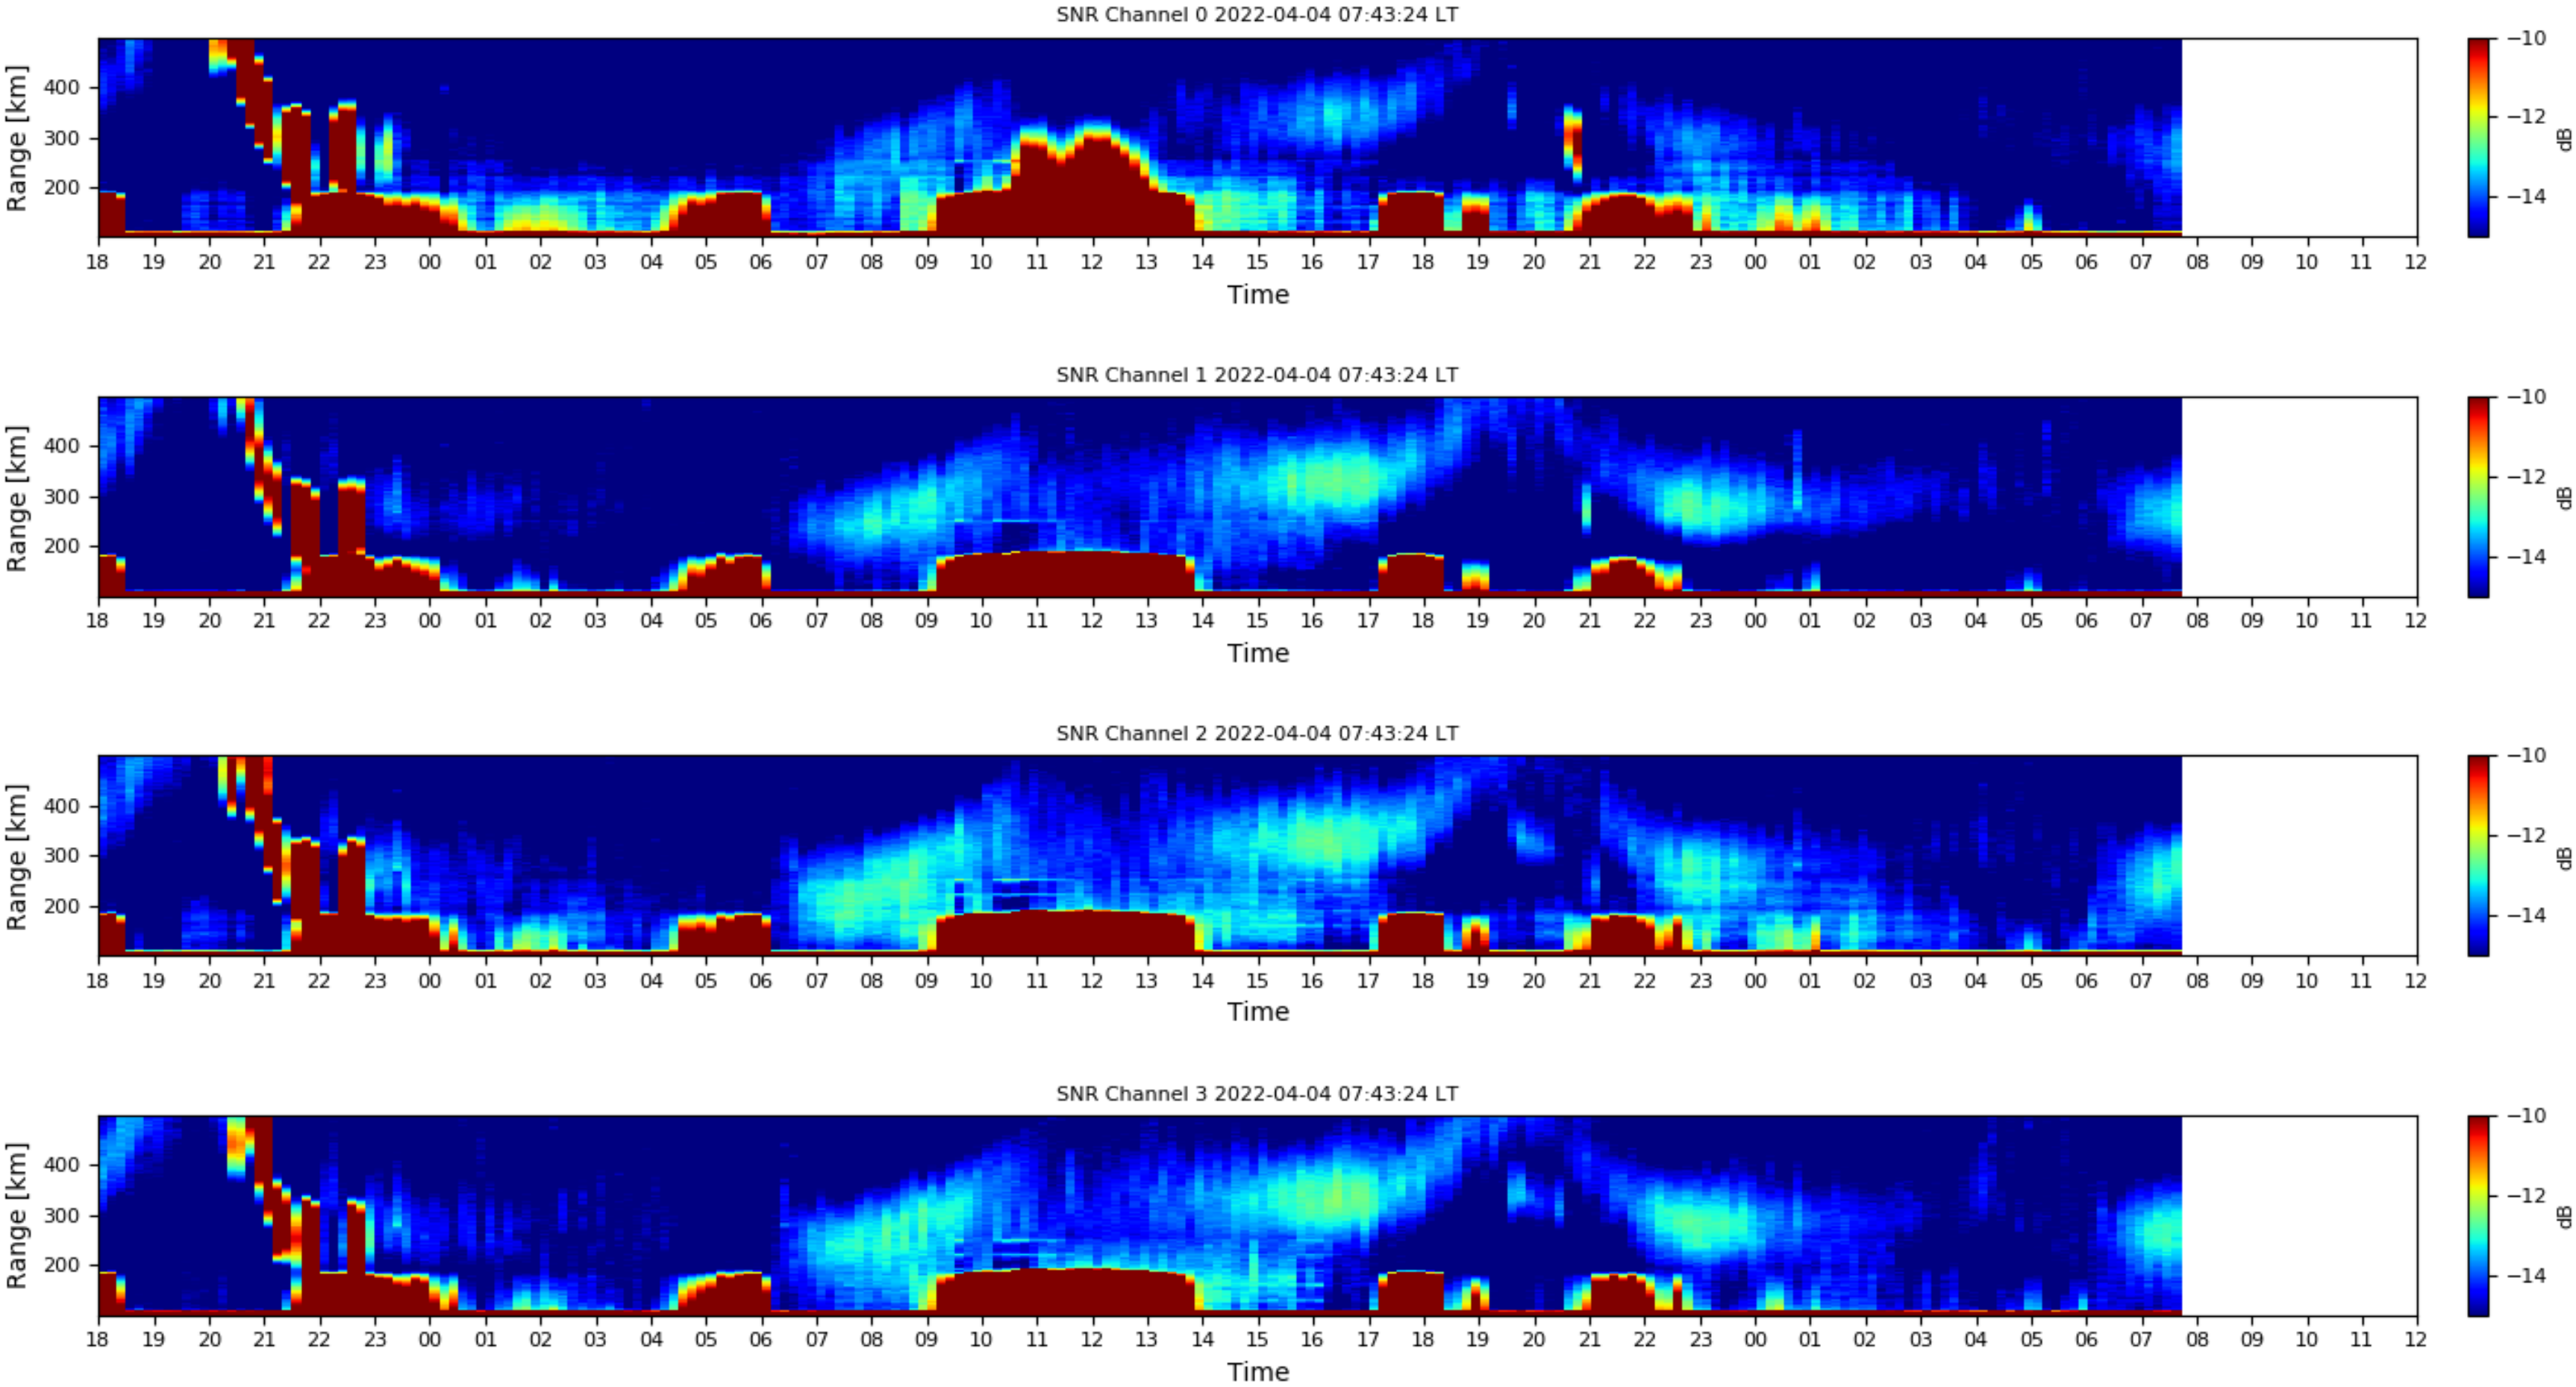 SNR Channel 0 2022-04-04 07:43:24 LT
Range [km]
400
300
200
18 19 20 21 22 23 00 01 02 03 04 05 06 07 08 09 10 11 12 13 14 15 16 17 18 19 20 21 22 23 00 01 02 03 04 05 06 07 08 09 10 11 12
Time
−10
−12
−14
dB
SNR Channel 1 2022-04-04 07:43:24 LT
Range [km]
400
300
200
18 19 20 21 22 23 00 01 02 03 04 05 06 07 08 09 10 11 12 13 14 15 16 17 18 19 20 21 22 23 00 01 02 03 04 05 06 07 08 09 10 11 12
Time
−10
−12
−14
dB
SNR Channel 2 2022-04-04 07:43:24 LT
Range [km]
400
300
200
18 19 20 21 22 23 00 01 02 03 04 05 06 07 08 09 10 11 12 13 14 15 16 17 18 19 20 21 22 23 00 01 02 03 04 05 06 07 08 09 10 11 12
Time
−10
−12
−14
dB
SNR Channel 3 2022-04-04 07:43:24 LT
Range [km]
400
300
200
18 19 20 21 22 23 00 01 02 03 04 05 06 07 08 09 10 11 12 13 14 15 16 17 18 19 20 21 22 23 00 01 02 03 04 05 06 07 08 09 10 11 12
Time
−10
−12
−14
dB